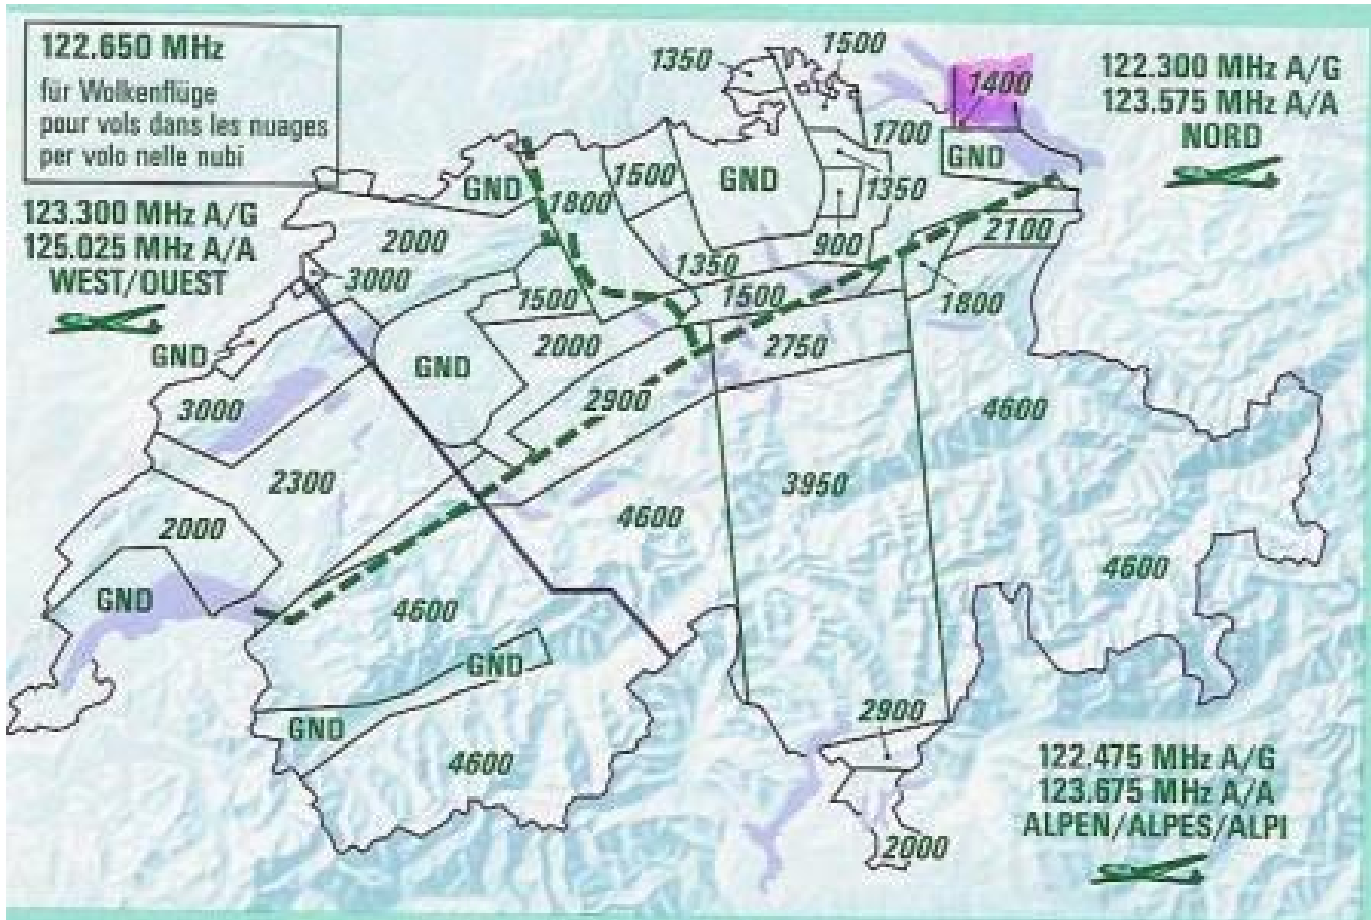 122.650 MHz
für Wolkenflüge
pour vols dans les nuages
per volo nelle nubi
123.300 MHz A/G
125.025 MHz A/A
WEST/OUEST
122.300 MHz A/G
123.575 MHz A/A
NORD
1350
1500
1400
1700
GND
GND
1500
GND
1350
1800
900
2000
2100
3000
1350
1500
1500
1800
GND
2000
2750
GND
2900
3000
4600
2300
3950
4600
2000
4600
GND
4600
GND
GND
2900
4600
122.475 MHz A/G
123.675 MHz A/A
ALPEN/ALPES/ALPI
2000